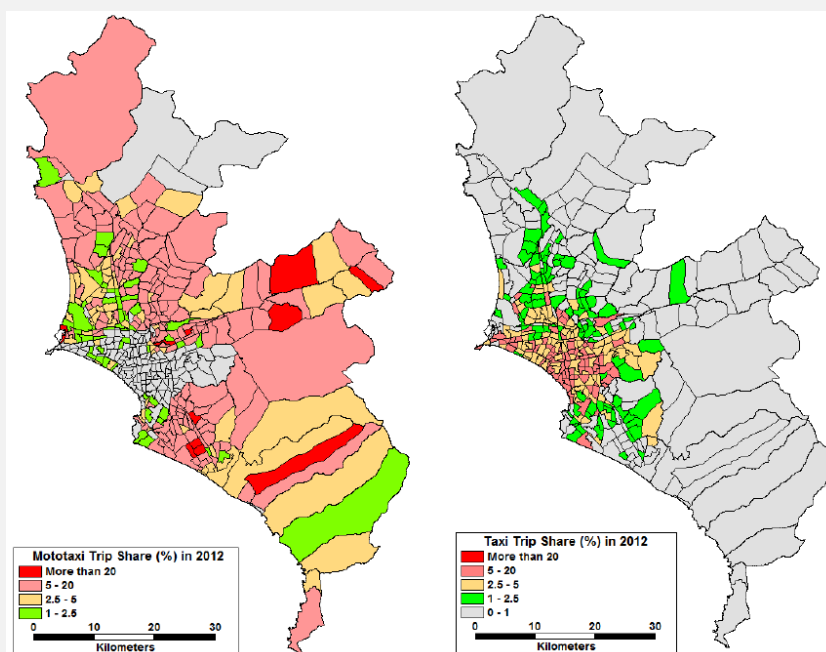 Mototaxi Trip Share (%) in 2012
More than 20
5 - 20
2.5 - 5
1 - 2.5
0 10 20 30
Kilometers
Taxi Trip Share (%) in 2012
More than 20
5 - 20
2.5 - 5
1 - 2.5
0 - 1
0 10 20 30
Kilometers